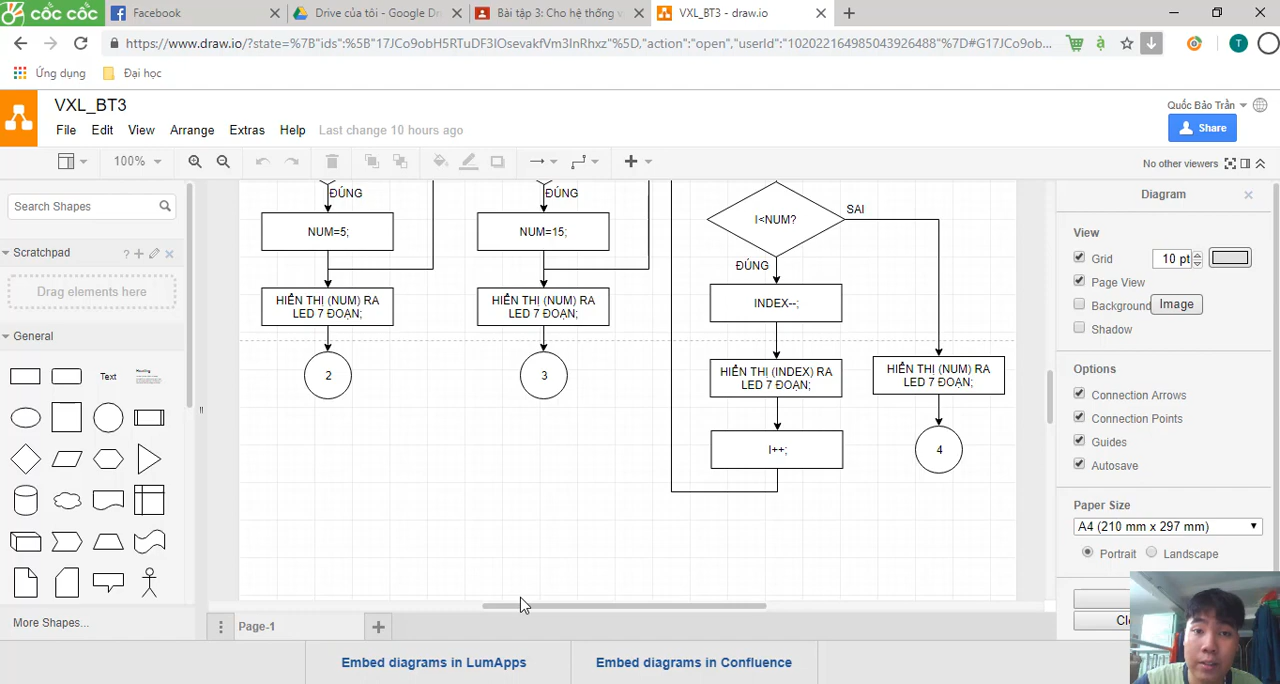 CỐC CỐC
Facebook
Drive của tôi - Google Dr
Bài tập 3: Cho hệ thống v
VXL_BT3 - draw.io
https://www.draw.io/?state=%7B"ids":%5B"17JCo9obH5RTuDF3IOsevakfVm3InRhxz"%5D,"action":"open","userId":"102022164985043926488"%7D#G17JCo9o...
à
T
Ứng dụng
Đại học
VXL_BT3
Quốc Bảo Trần
File Edit View Arrange Extras Help Last change 10 hours ago
Share
100%
No other viewers
Search Shapes
Scratchpad
?
Drag elements here
General
Text
Heading
More Shapes...
ĐÚNG
NUM=5;
HIỂN THỊ (NUM) RA
LED 7 ĐOẠN;
2
ĐÚNG
NUM=15;
HIỂN THỊ (NUM) RA
LED 7 ĐOẠN;
3
I<NUM?
SAI
ĐÚNG
INDEX--;
HIỂN THỊ (INDEX) RA
LED 7 ĐOẠN;
I++;
HIỂN THỊ (NUM) RA
LED 7 ĐOẠN;
4
Diagram
View
Grid
10 pt
Page View
Background
Image
Shadow
Options
Connection Arrows
Connection Points
Guides
Autosave
Paper Size
A4 (210 mm x 297 mm)
Portrait
Landscape
Cle
Page-1
Embed diagrams in LumApps
Embed diagrams in Confluence